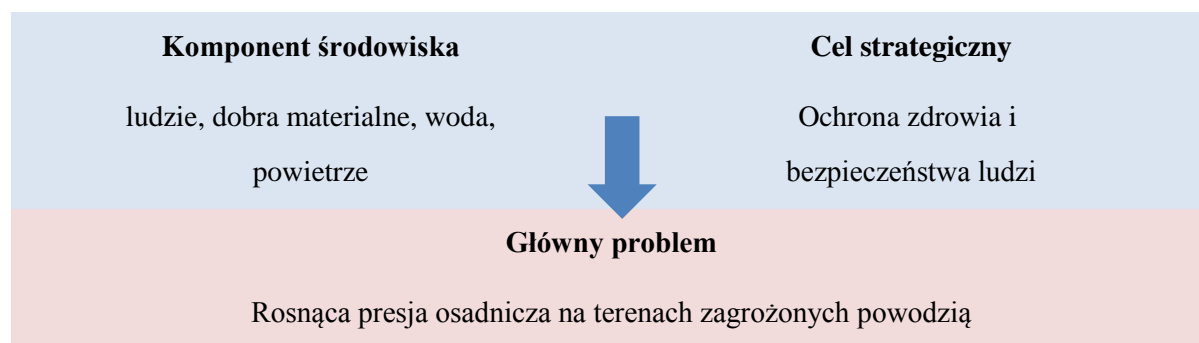 Komponent środowiska
ludzie, dobra materialne, woda,
powietrze
Cel strategiczny
Ochrona zdrowia i
bezpieczeństwa ludzi
Główny problem
Rosnąca presja osadnicza na terenach zagrożonych powodzią